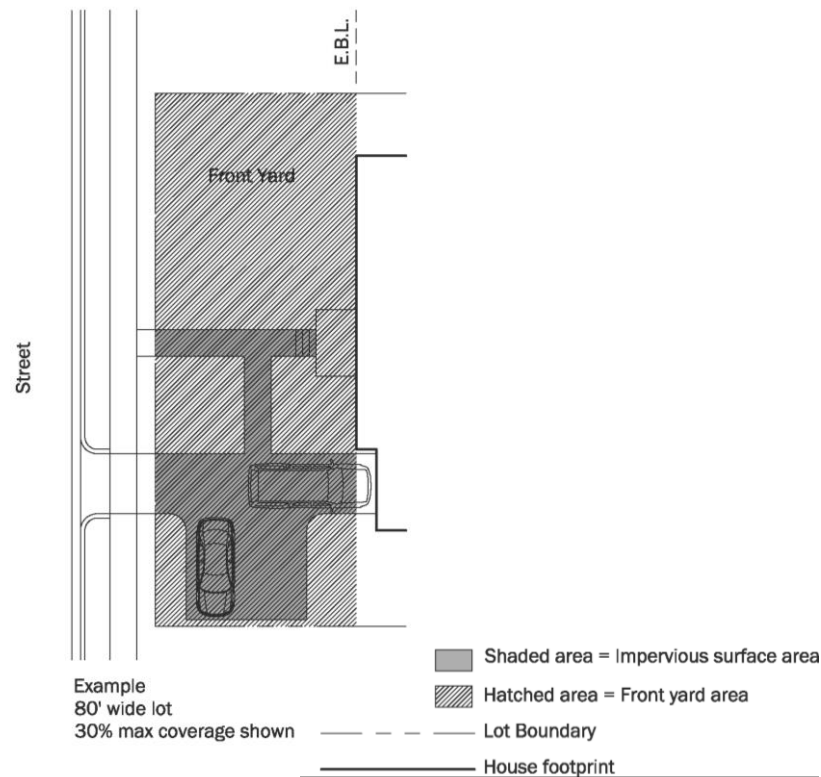 E.B.L.
Front Yard
Street
Shaded area = Impervious surface area
Hatched area = Front yard area
Lot Boundary
House footprint
Example
80' wide lot
30% max coverage shown